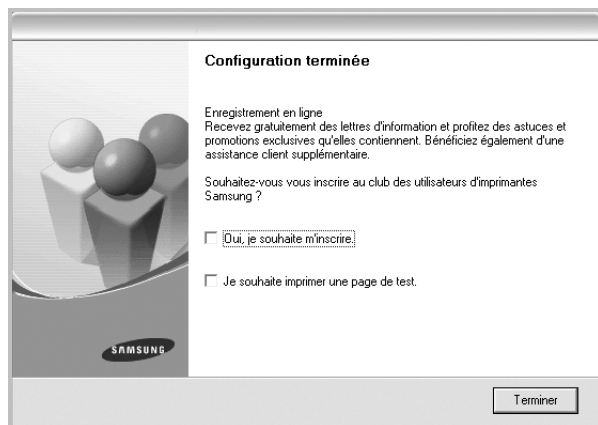 Configuration terminée
Enregistrement en ligne
Recevez gratuitement des lettres d'information et profitez des astuces et
promotions exclusives qu'elles contiennent. Bénéficiez également d'une
assistance client supplémentaire.
Souhaitez-vous vous inscrire au club des utilisateurs d'imprimantes
Samsung ?
Oui, je souhaite m'inscrire.
Je souhaite imprimer une page de test.
SAMSUNG
Terminer